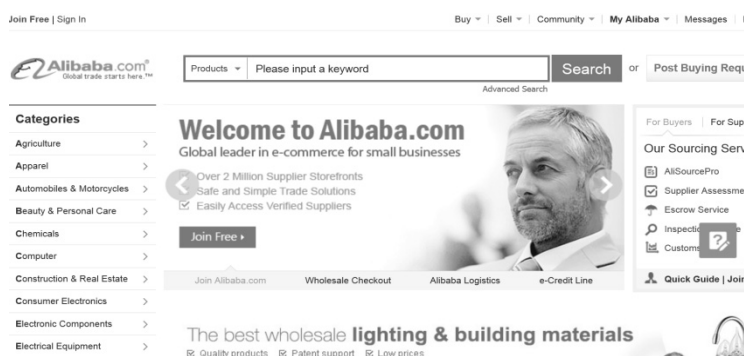 Join Free | Sign In
Buy
Sell
Community
My Alibaba
Messages
Alibaba.com®
Global trade starts here.™
Products
Please input a keyword
Search
or
Post Buying Requ
Advanced Search
Categories
Agriculture
Apparel
Automobiles & Motorcycles
Beauty & Personal Care
Chemicals
Computer
Construction & Real Estate
Consumer Electronics
Electronic Components
Electrical Equipment
Welcome to Alibaba.com
Global leader in e-commerce for small businesses
Over 2 Million Supplier Storefronts
Safe and Simple Trade Solutions
Easily Access Verified Suppliers
Join Free
Join Alibaba.com
Wholesale Checkout
Alibaba Logistics
e-Credit Line
For Buyers
For Sup
Our Sourcing Serv
AliSourcePro
Supplier Assessme
Escrow Service
Inspecti
Customs
Quick Guide | Join
The best wholesale lighting & building materials
Quality products
Patent support
Low prices